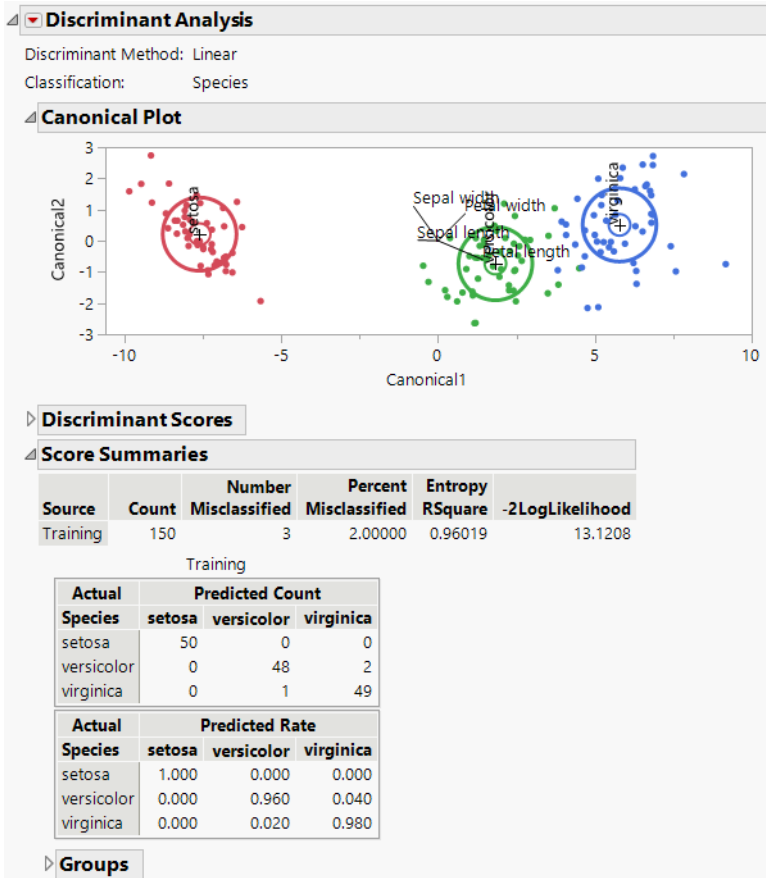 Discriminant Analysis
Discriminant Method: Linear
Classification: Species
Canonical Plot
3
2
1
0
-1
-2
-3
Canonical2
setosa
Sepal width
Petal width
Sepal length
Petal length
versicolor
virginica
-10 -5 0 5 10
Canonical1
Discriminant Scores
Score Summaries
Number Percent Entropy
Source Count Misclassified Misclassified RSquare -2LogLikelihood
Training 150 3 2.00000 0.96019 13.1208
Training
Actual Predicted Count
Species setosa versicolor virginica
setosa 50 0 0
versicolor 0 48 2
virginica 0 1 49
Actual Predicted Rate
Species setosa versicolor virginica
setosa 1.000 0.000 0.000
versicolor 0.000 0.960 0.040
virginica 0.000 0.020 0.980
Groups